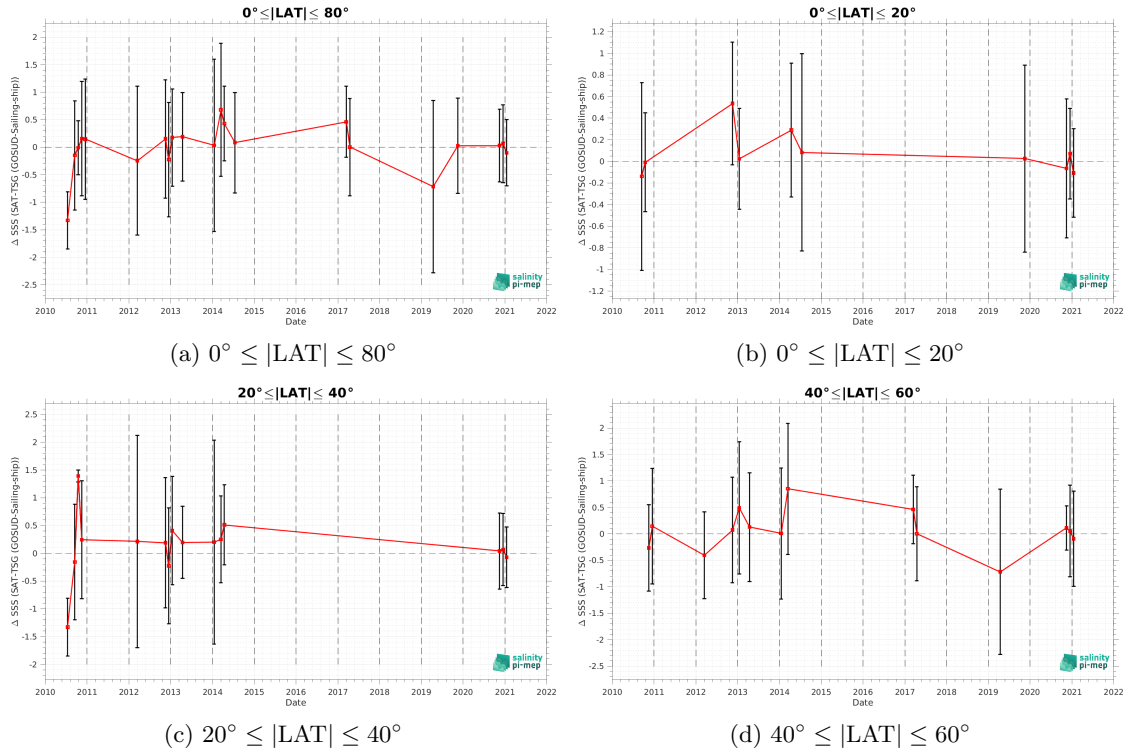 0°≤|LAT|≤ 80°
Δ SSS (SAT-TSG (GOSUD-Sailing-ship))
2
1.5
1
0.5
0
-0.5
-1
-1.5
-2
-2.5
2010 2011 2012 2013 2014 2015 2016 2017 2018 2019 2020 2021 2022
Date
salinity
pi-mep
(a) 0° ≤ |LAT| ≤ 80°
0°≤|LAT|≤ 20°
Δ SSS (SAT-TSG (GOSUD-Sailing-ship))
1.2
1
0.8
0.6
0.4
0.2
0
-0.2
-0.4
-0.6
-0.8
-1
-1.2
2010 2011 2012 2013 2014 2015 2016 2017 2018 2019 2020 2021 2022
Date
salinity
pi-mep
(b) 0° ≤ |LAT| ≤ 20°
20°≤|LAT|≤ 40°
Δ SSS (SAT-TSG (GOSUD-Sailing-ship))
2.5
2
1.5
1
0.5
0
-0.5
-1
-1.5
-2
2010 2011 2012 2013 2014 2015 2016 2017 2018 2019 2020 2021 2022
Date
salinity
pi-mep
(c) 20° ≤ |LAT| ≤ 40°
40°≤|LAT|≤ 60°
Δ SSS (SAT-TSG (GOSUD-Sailing-ship))
2
1.5
1
0.5
0
-0.5
-1
-1.5
-2
-2.5
2010 2011 2012 2013 2014 2015 2016 2017 2018 2019 2020 2021 2022
Date
salinity
pi-mep
(d) 40° ≤ |LAT| ≤ 60°